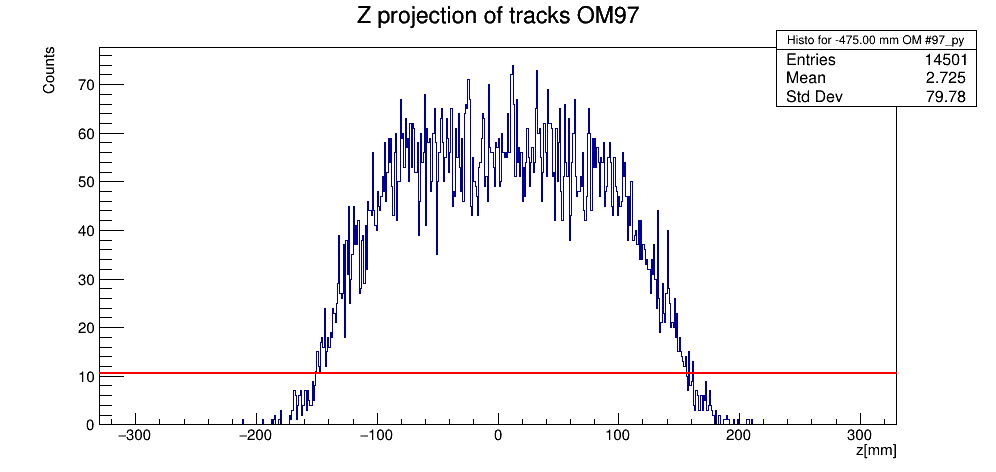 Z projection of tracks OM97
Histo for -475.00 mm OM #97_py
Entries 14501
Mean 2.725
Std Dev 79.78
Counts
70
60
50
40
30
20
10
0
−300 −200 −100 0 100 200 300
z[mm]